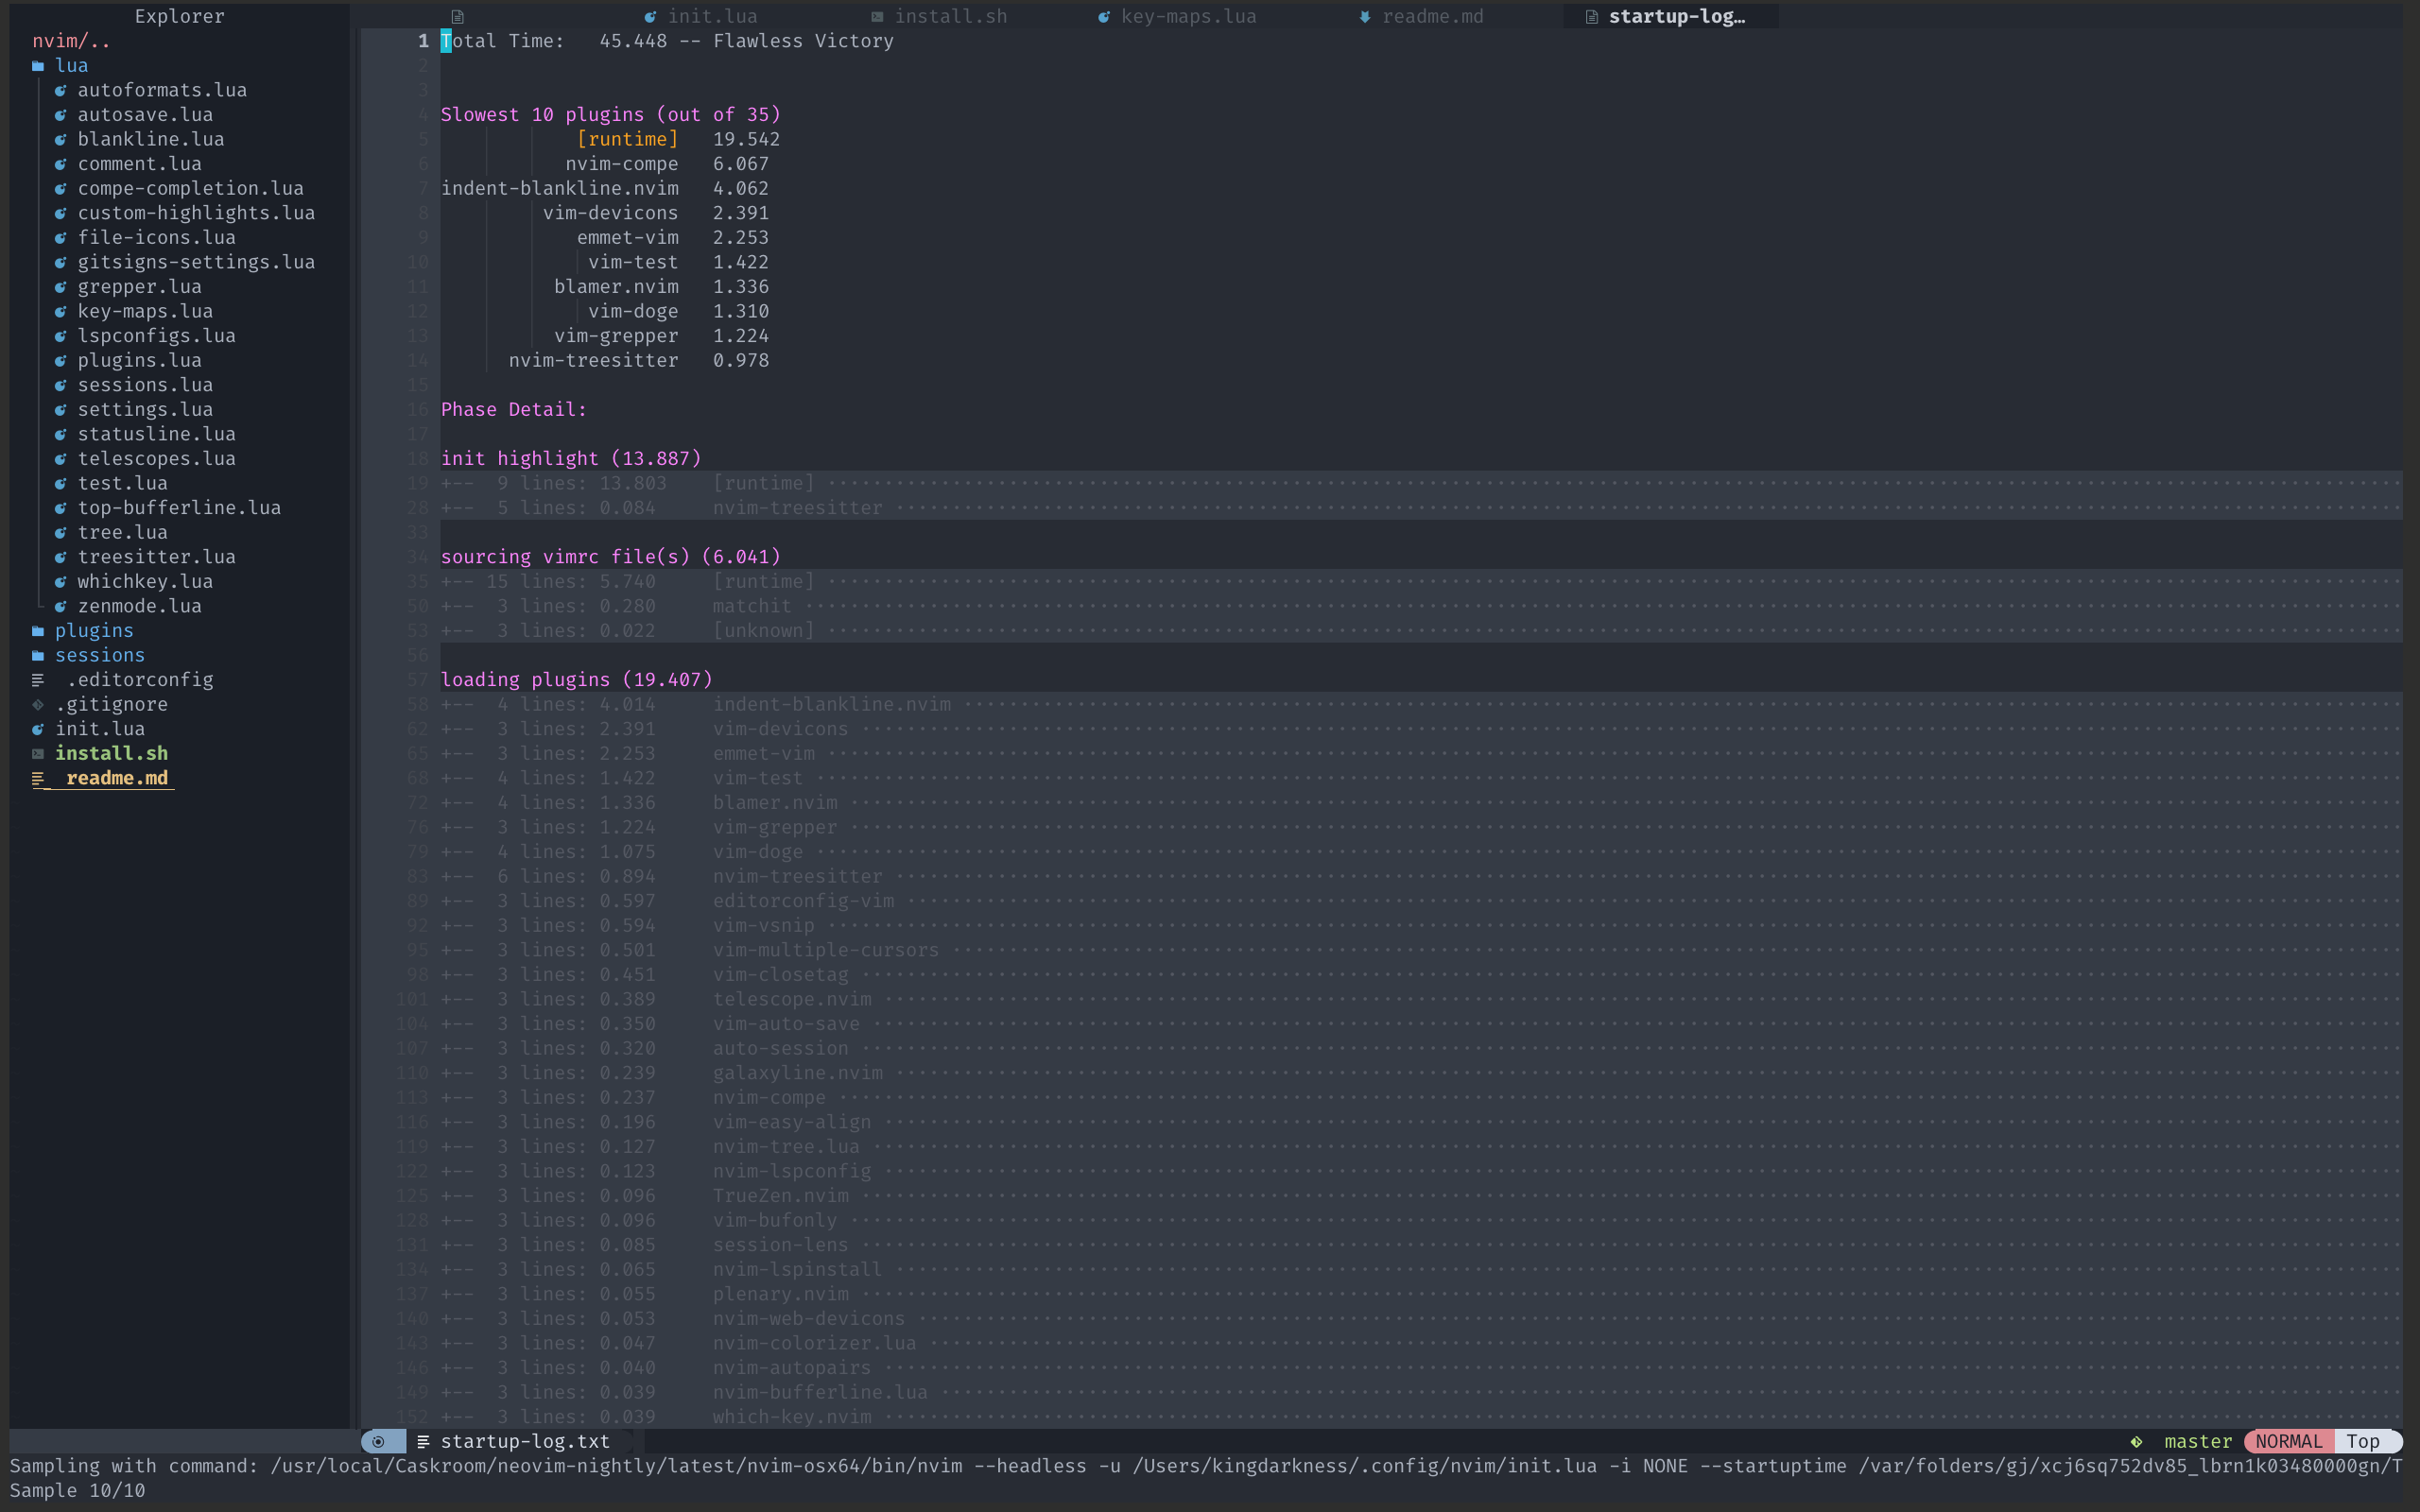 Explorer
nvim/..
lua
autoformats.lua
autosave.lua
blankline.lua
comment.lua
compe-completion.lua
custom-highlights.lua
file-icons.lua
gitsigns-settings.lua
grepper.lua
key-maps.lua
lspconfigs.lua
plugins.lua
sessions.lua
settings.lua
statusline.lua
telescopes.lua
test.lua
top-bufferline.lua
tree.lua
treesitter.lua
whichkey.lua
zenmode.lua
plugins
sessions
.editorconfig
.gitignore
init.lua
install.sh
readme.md
init.lua install.sh key-maps.lua readme.md startup-log…
1 Total Time: 45.448 -- Flawless Victory
2
3
4 Slowest 10 plugins (out of 35)
5 [runtime] 19.542
6 nvim-compe 6.067
7 indent-blankline.nvim 4.062
8 vim-devicons 2.391
9 emmet-vim 2.253
10 vim-test 1.422
11 blamer.nvim 1.336
12 vim-doge 1.310
13 vim-grepper 1.224
14 nvim-treesitter 0.978
15
16 Phase Detail:
17
18 init highlight (13.887)
19 +-- 9 lines: 13.803 [runtime]
28 +-- 5 lines: 0.084 nvim-treesitter
33
34 sourcing vimrc file(s) (6.041)
35 +-- 15 lines: 5.740 [runtime]
50 +-- 3 lines: 0.280 matchit
53 +-- 3 lines: 0.022 [unknown]
56
57 loading plugins (19.407)
58 +-- 4 lines: 4.014 indent-blankline.nvim
62 +-- 3 lines: 2.391 vim-devicons
65 +-- 3 lines: 2.253 emmet-vim
68 +-- 4 lines: 1.422 vim-test
72 +-- 4 lines: 1.336 blamer.nvim
76 +-- 3 lines: 1.224 vim-grepper
79 +-- 4 lines: 1.075 vim-doge
83 +-- 6 lines: 0.894 nvim-treesitter
89 +-- 3 lines: 0.597 editorconfig-vim
92 +-- 3 lines: 0.594 vim-vsnip
95 +-- 3 lines: 0.501 vim-multiple-cursors
98 +-- 3 lines: 0.451 vim-closetag
101 +-- 3 lines: 0.389 telescope.nvim
104 +-- 3 lines: 0.350 vim-auto-save
107 +-- 3 lines: 0.320 auto-session
110 +-- 3 lines: 0.239 galaxyline.nvim
113 +-- 3 lines: 0.237 nvim-compe
116 +-- 3 lines: 0.196 vim-easy-align
119 +-- 3 lines: 0.127 nvim-tree.lua
122 +-- 3 lines: 0.123 nvim-lspconfig
125 +-- 3 lines: 0.096 TrueZen.nvim
128 +-- 3 lines: 0.096 vim-bufonly
131 +-- 3 lines: 0.085 session-lens
134 +-- 3 lines: 0.065 nvim-lspinstall
137 +-- 3 lines: 0.055 plenary.nvim
140 +-- 3 lines: 0.053 nvim-web-devicons
143 +-- 3 lines: 0.047 nvim-colorizer.lua
146 +-- 3 lines: 0.040 nvim-autopairs
149 +-- 3 lines: 0.039 nvim-bufferline.lua
152 +-- 3 lines: 0.039 which-key.nvim
startup-log.txt master NORMAL Top
Sampling with command: /usr/local/Caskroom/neovim-nightly/latest/nvim-osx64/bin/nvim --headless -u /Users/kingdarkness/.config/nvim/init.lua -i NONE --startuptime /var/folders/gj/xcj6sq752dv85_lbrn1k03480000gn/T
Sample 10/10